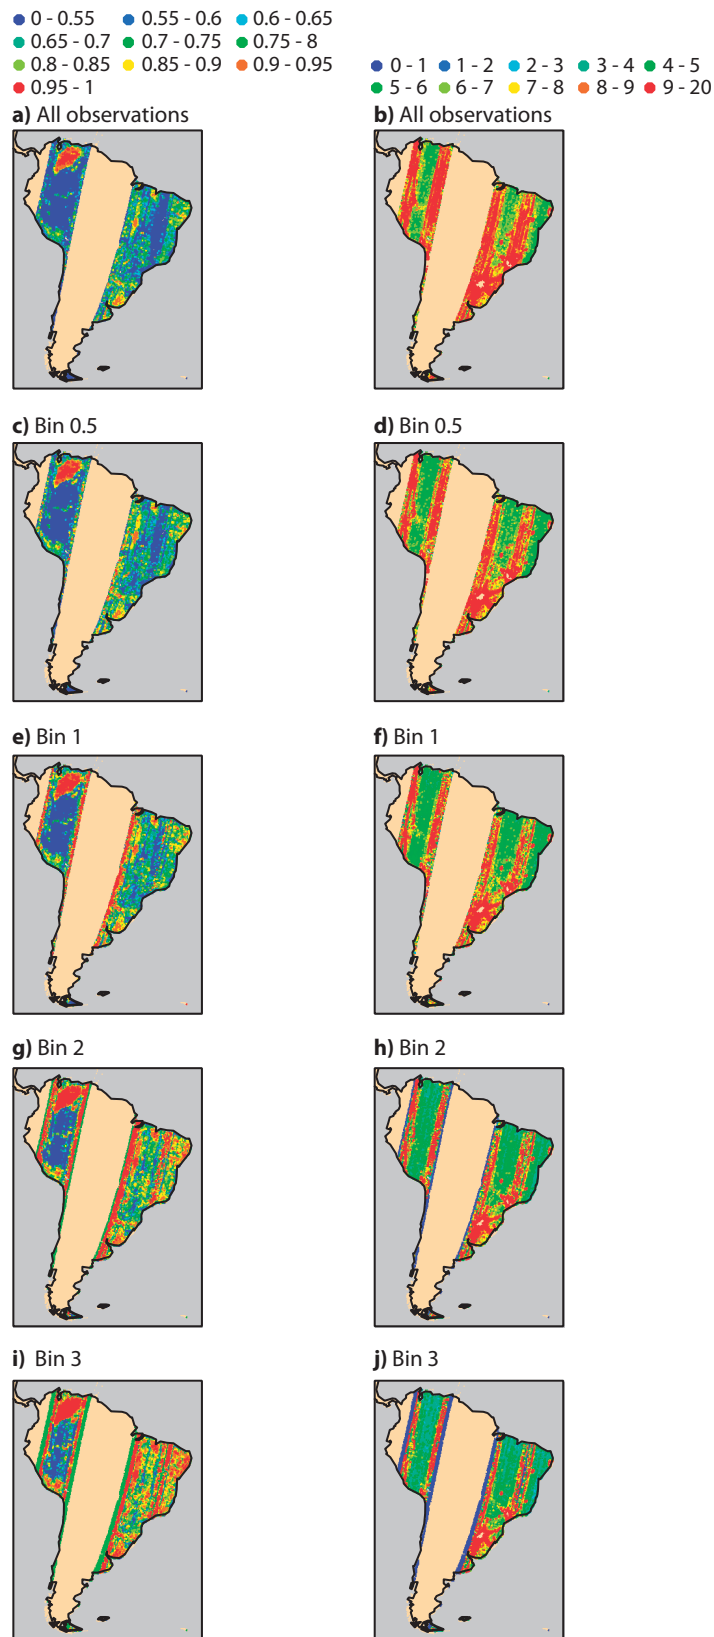 0 - 0.55 0.55 - 0.6 0.6 - 0.65
0.65 - 0.7 0.7 - 0.75 0.75 - 8
0.8 - 0.85 0.85 - 0.9 0.9 - 0.95
0.95 - 1
0 - 1 1 - 2 2 - 3 3 - 4 4 - 5
5 - 6 6 - 7 7 - 8 8 - 9 9 - 20
a) All observations
b) All observations
c) Bin 0.5
d) Bin 0.5
e) Bin 1
f) Bin 1
g) Bin 2
h) Bin 2
i) Bin 3
j) Bin 3